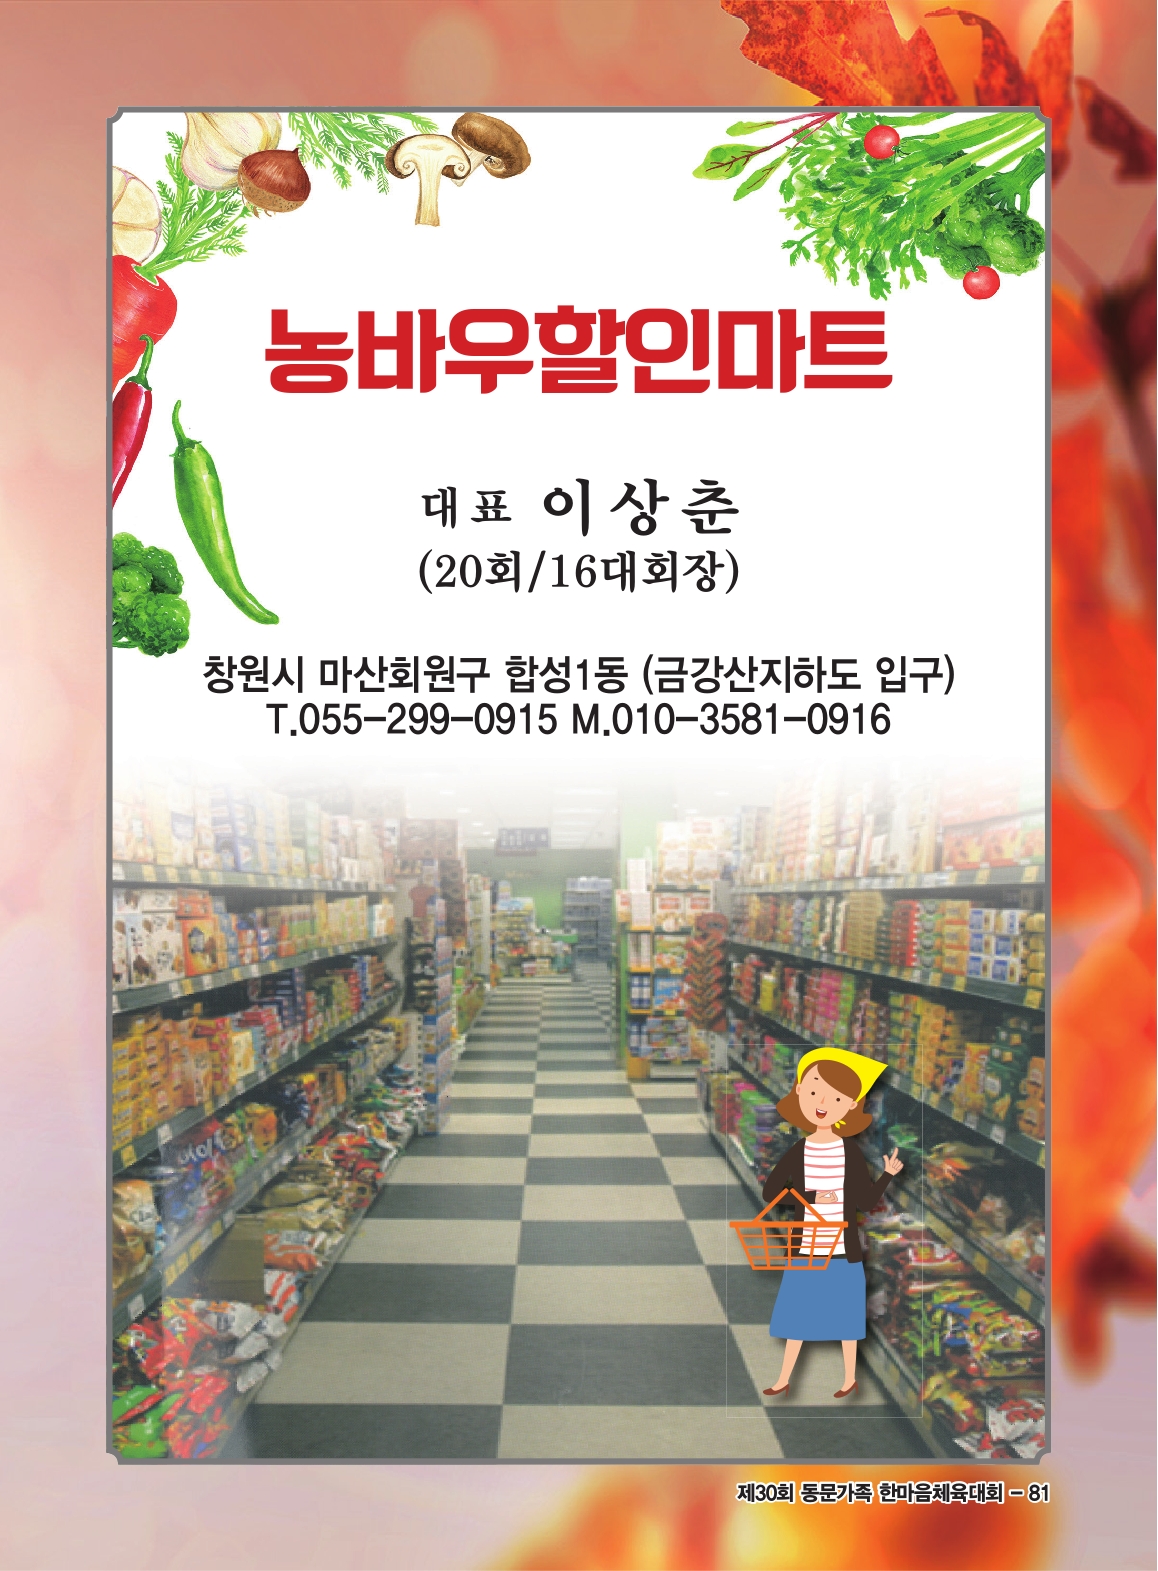 농바우할인마트
대표 이상춘
(20회/16대회장)
창원시 마산회원구 합성1동 (금강산지하도 입구)
T.055-299-0915 M.010-3581-0916
제30회 동문가족 한마음체육대회 - 81